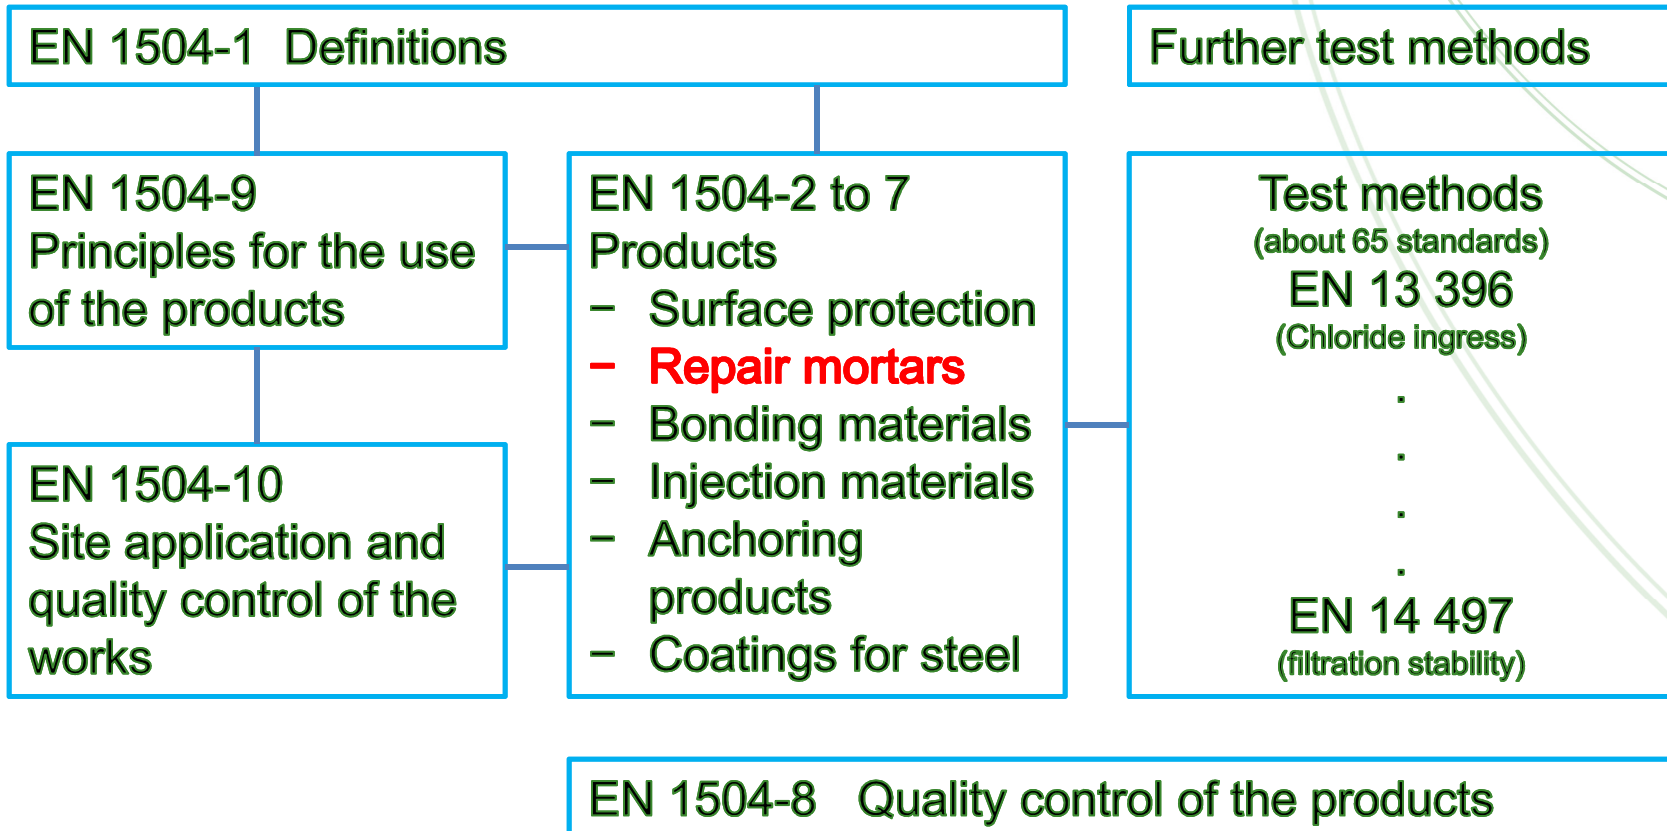 EN 1504-1 Definitions
Further test methods
EN 1504-9
Principles for the use
of the products
EN 1504-10
Site application and
quality control of the
works
EN 1504-2 to 7
Products
– Surface protection
– Repair mortars
– Bonding materials
– Injection materials
– Anchoring
products
– Coatings for steel
Test methods
(about 65 standards)
EN 13 396
(Chloride ingress)
.
.
.
.
EN 14 497
(filtration stability)
EN 1504-8 Quality control of the products